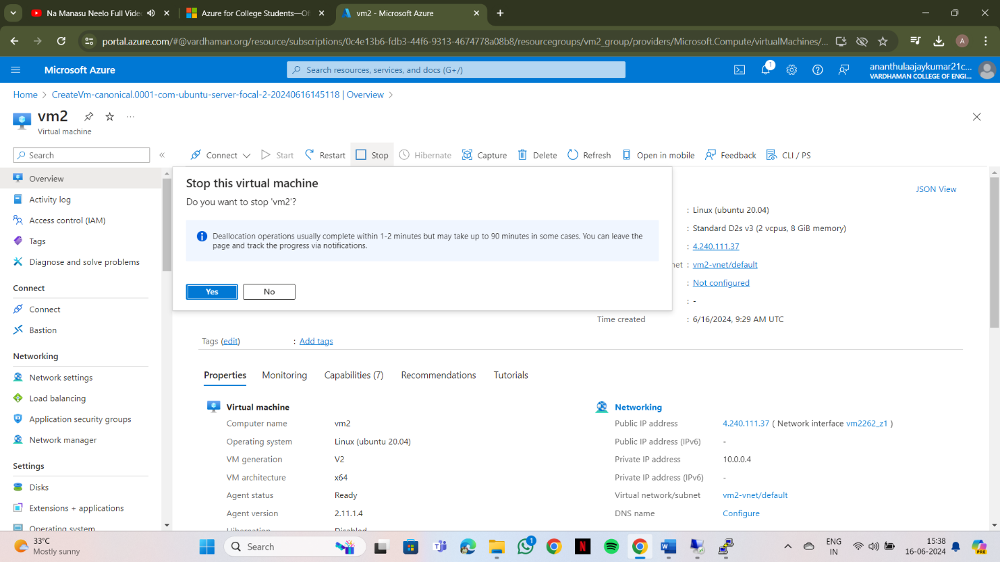 Na Manasu Neelo Full Vide
Azure for College Students—Of
vm2 - Microsoft Azure
portal.azure.com/#@vardhaman.org/resource/subscriptions/0c4e13b6-fdb3-44f6-9313-4674778a08b8/resourcegroups/vm2_group/providers/Microsoft.Compute/virtualMachines/...
A
Microsoft Azure
Search resources, services, and docs (G+/)
1
ananthulaajaykumar21c...
VARDHAMAN COLLEGE OF ENGI...
Home > CreateVm-canonical.0001-com-ubuntu-server-focal-2-20240616145118 | Overview >
vm2
Virtual machine
Search
Connect
Start
Restart
Stop
Hibernate
Capture
Delete
Refresh
Open in mobile
Feedback
CLI / PS
Overview
Activity log
Access control (IAM)
Tags
Diagnose and solve problems
Connect
Connect
Bastion
Networking
Network settings
Load balancing
Application security groups
Network manager
Settings
Disks
Extensions + applications
Operating system
Stop this virtual machine
Do you want to stop 'vm2'?
Deallocation operations usually complete within 1-2 minutes but may take up to 90 minutes in some cases. You can leave the
page and track the progress via notifications.
Yes
No
JSON View
: Linux (ubuntu 20.04)
: Standard D2s v3 (2 vcpus, 8 GiB memory)
: 4.240.111.37
net : vm2-vnet/default
: Not configured
: -
Time created : 6/16/2024, 9:29 AM UTC
Tags (edit) : Add tags
Properties
Monitoring
Capabilities (7)
Recommendations
Tutorials
Virtual machine
Computer name vm2
Operating system Linux (ubuntu 20.04)
VM generation V2
VM architecture x64
Agent status Ready
Agent version 2.11.1.4
Hibernation Disabled
Networking
Public IP address 4.240.111.37 ( Network interface vm2262_z1 )
Public IP address (IPv6) -
Private IP address 10.0.0.4
Private IP address (IPv6) -
Virtual network/subnet vm2-vnet/default
DNS name Configure
33°C
Mostly sunny
Search
1
ENG
IN
15:38
16-06-2024
PRE